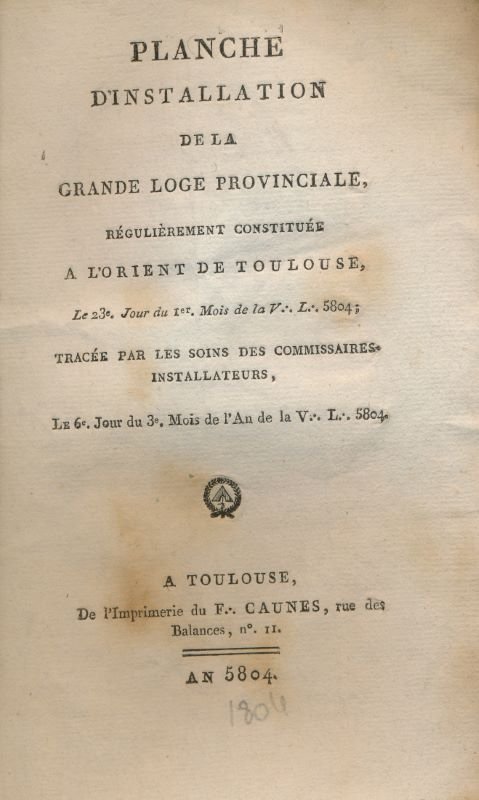 PLANCHE
D'INSTALLATION
DE LA
GRANDE LOGE PROVINCIALE,
RÉGULIÈREMENT CONSTITUÉE
A L'ORIENT DE TOULOUSE,
Le 23e. Jour du 1er. Mois de la V∴ L∴ 5804;
TRACÉE PAR LES SOINS DES COMMISSAIRES-
INSTALLATEURS,
LE 6e. Jour du 3e. Mois de l'An de la V∴ L∴ 5804.
A TOULOUSE,
De l'Imprimerie du F∴ CAUNES, rue des
Balances, n°. 11.
AN 5804.
1804